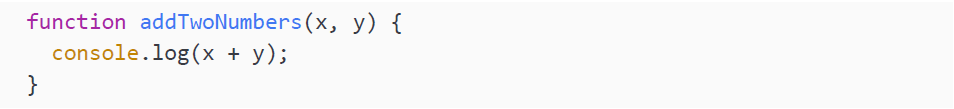 function addTwoNumbers(x, y) {
  console.log(x + y);
}